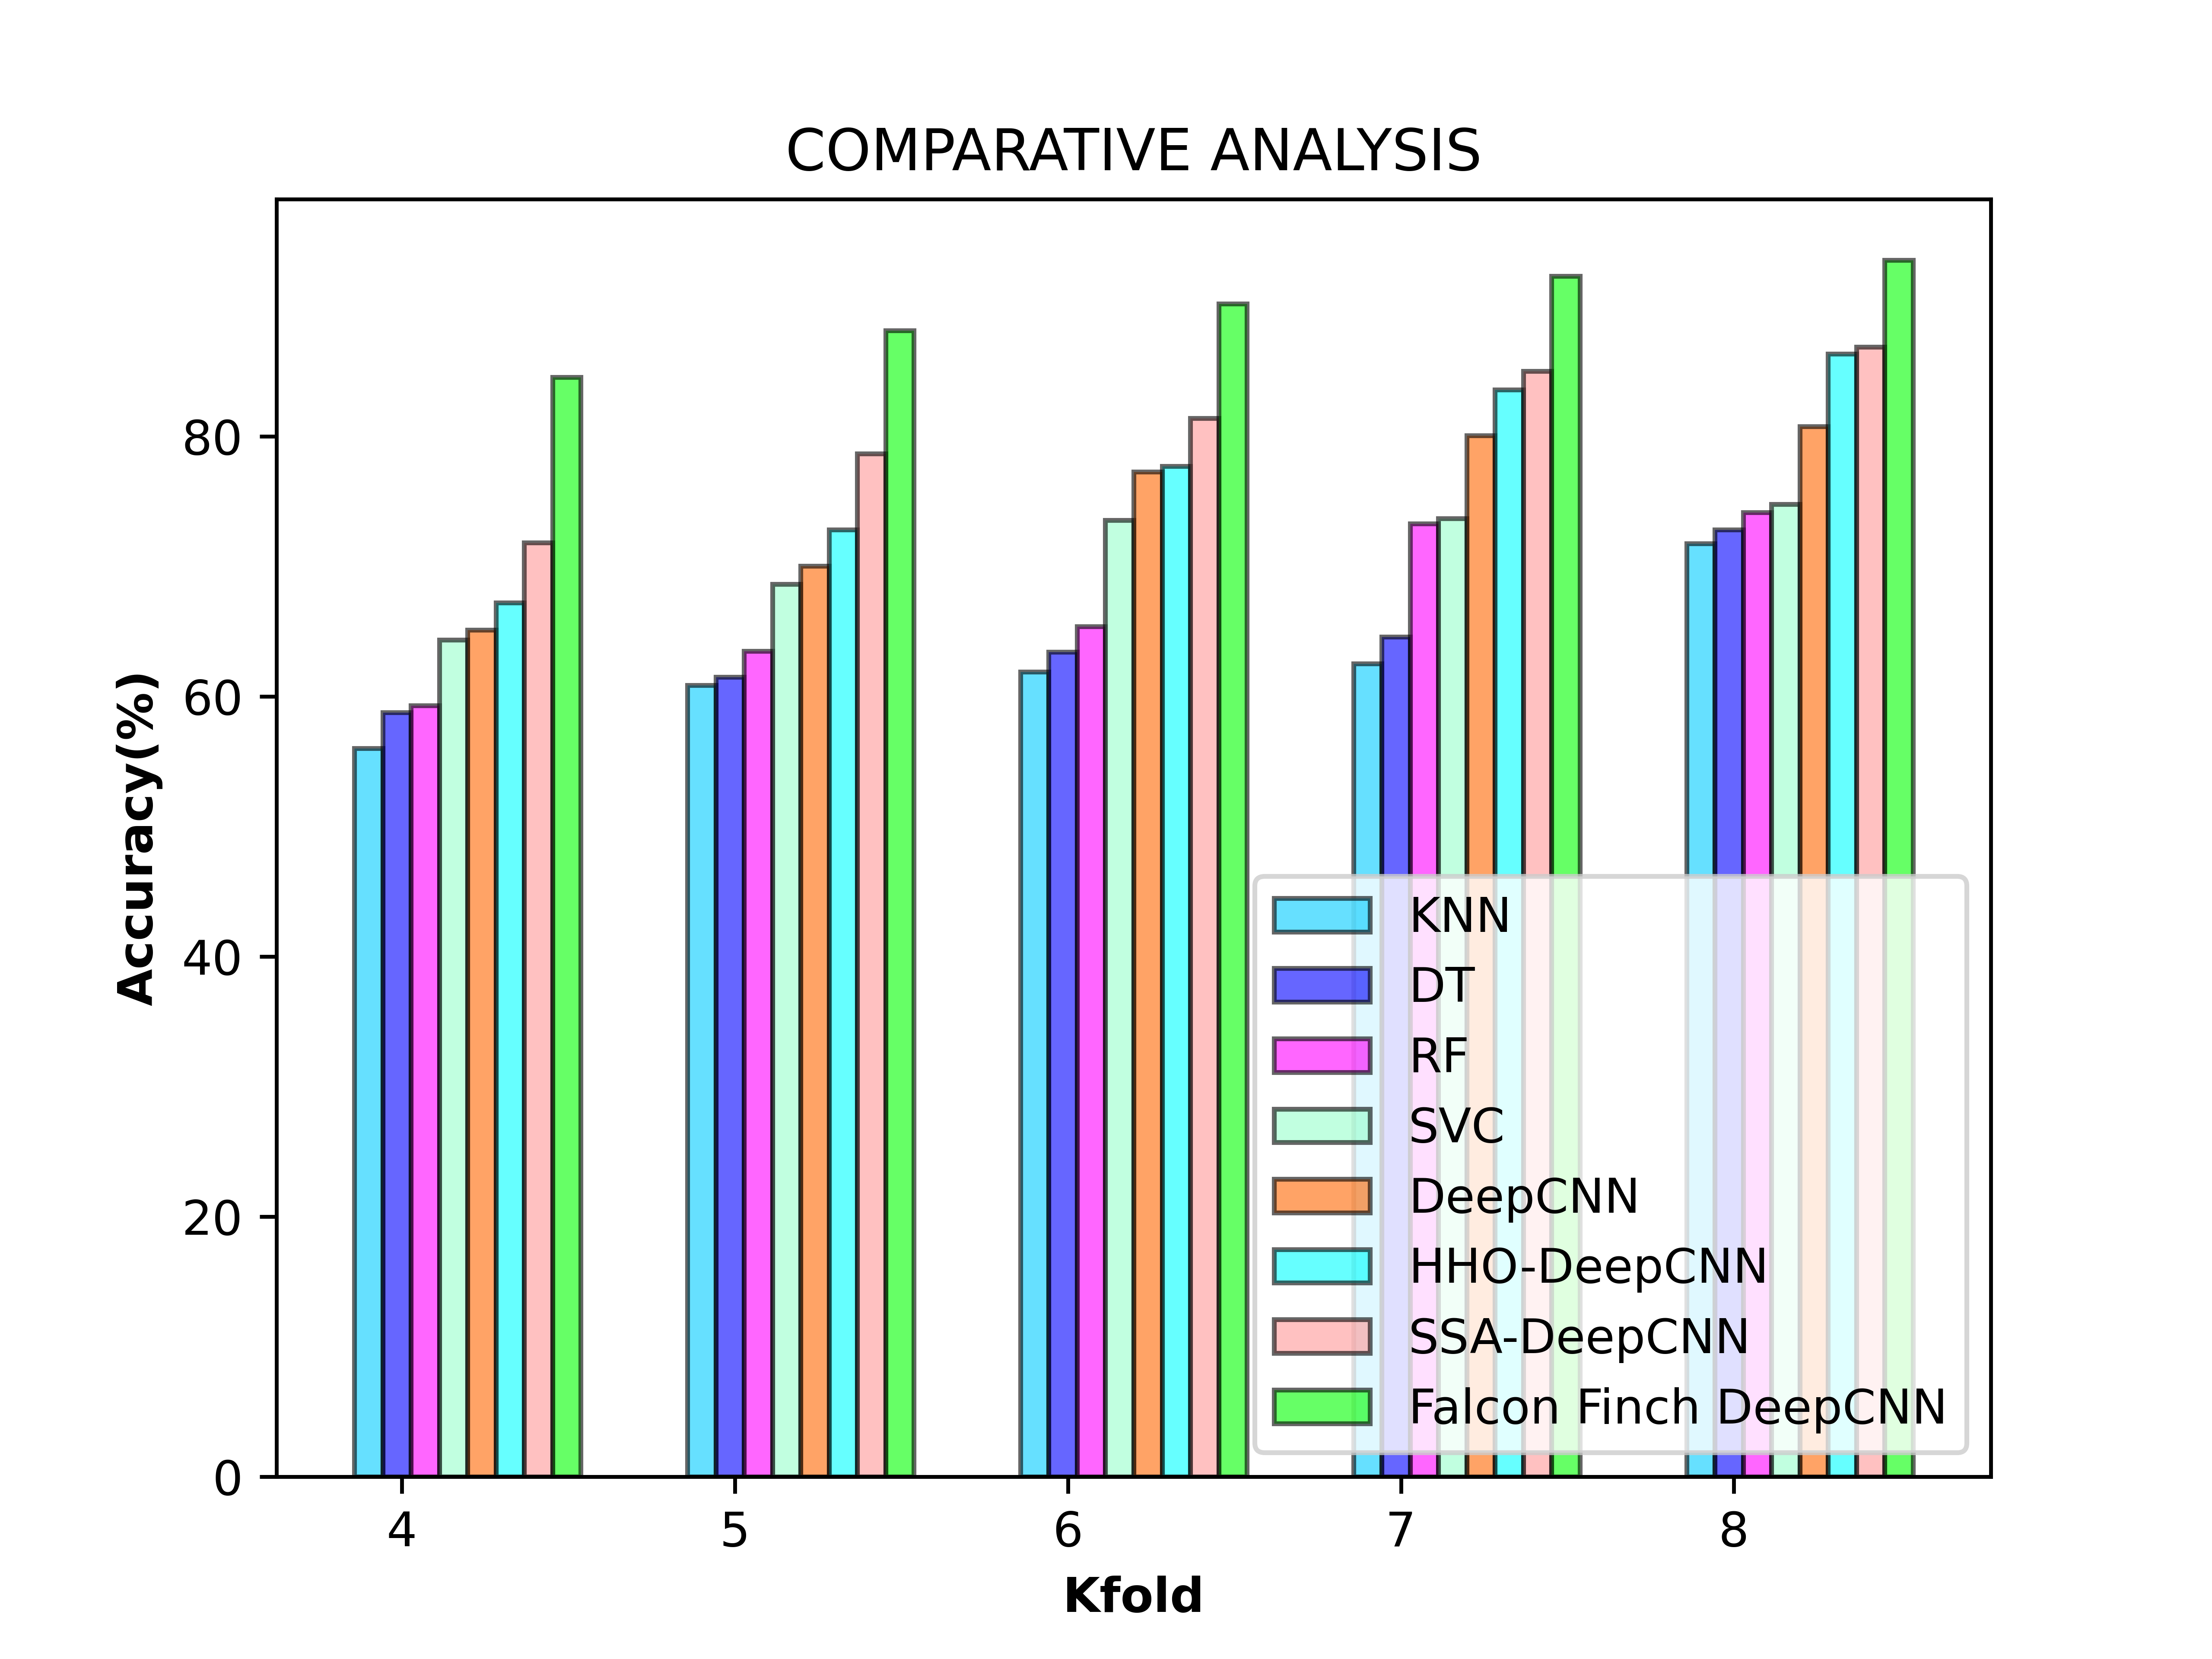 COMPARATIVE ANALYSIS
Accuracy(%)
80
60
40
20
0
KNN
DT
RF
SVC
DeepCNN
HHO-DeepCNN
SSA-DeepCNN
Falcon Finch DeepCNN
4 5 6 7 8
Kfold